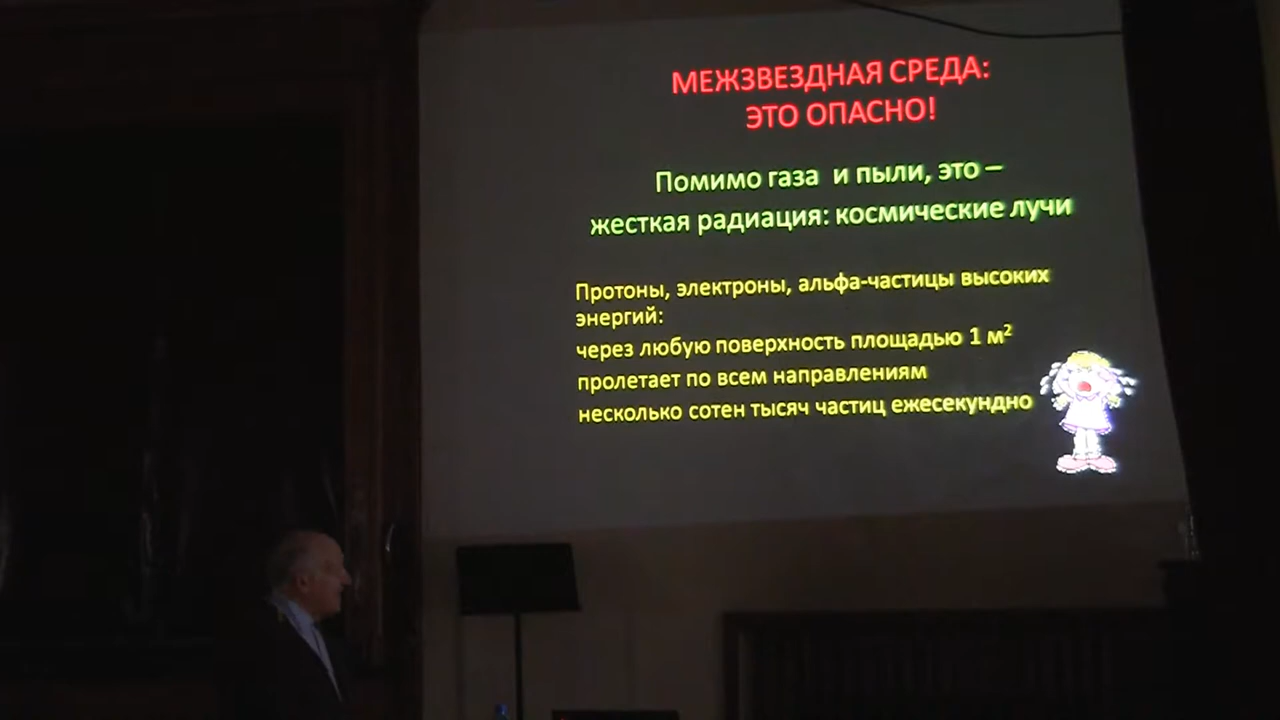 МЕЖЗВЕЗДНАЯ СРЕДА:
ЭТО ОПАСНО!
Помимо газа и пыли, это –
жесткая радиация: космические лучи
Протоны, электроны, альфа-частицы высоких
энергий:
через любую поверхность площадью 1 м²
пролетает по всем направлениям
несколько сотен тысяч частиц ежесекундно